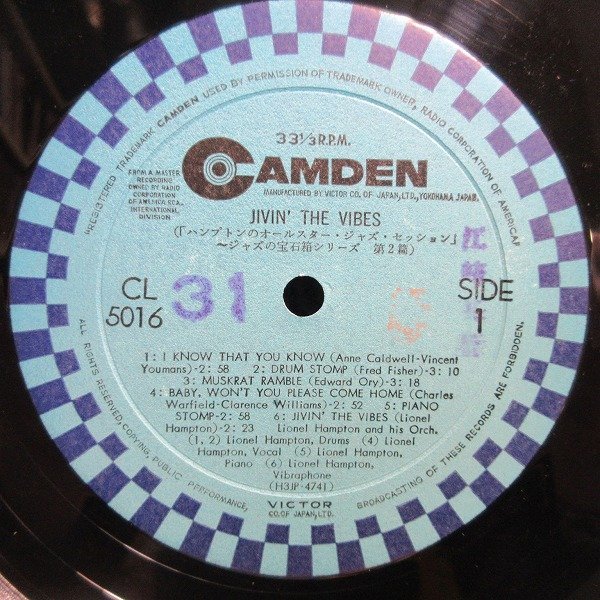 ®REGISTERED TRADEMARK CAMDEN USED BY PERMISSION OF TRADEMARK OWNER, RADIO CORPORATION OF AMERICA
33⅓ R.P.M.
CAMDEN
FROM A MASTER
RECORDING
OWNED BY RADIO
CORPORATION
OF AMERICA RCA.
INTERNATIONAL
DIVISION
MANUFACTURED BY VICTOR CO. OF JAPAN, LTD., YOKOHAMA, JAPAN.
JIVIN' THE VIBES
(「ハンプトンのオールスター・ジャズ・セッション」
〜ジャズの宝石箱シリーズ 第2篇)
CL
5016
31
SIDE
1
1: I KNOW THAT YOU KNOW (Anne Caldwell-Vincent
Youmans)-2: 58 2: DRUM STOMP (Fred Fisher)-3: 10
3: MUSKRAT RAMBLE (Edward Ory)-3: 18
4: BABY, WON'T YOU PLEASE COME HOME (Charles
Warfield-Clarence Williams)-2: 52 5: PIANO
STOMP-2: 58 6: JIVIN' THE VIBES (Lionel
Hampton)-2: 23 Lionel Hampton and his Orch.
(1, 2) Lionel Hampton, Drums (4) Lionel
Hampton, Vocal (5) Lionel Hampton,
Piano (6) Lionel Hampton,
Vibraphone
(H3JP-4741)
ALL RIGHTS RESERVED, COPYING, PUBLIC PERFORMANCE,
VICTOR
CO. OF JAPAN, LTD.
BROADCASTING OF THESE RECORDS ARE FORBIDDEN.